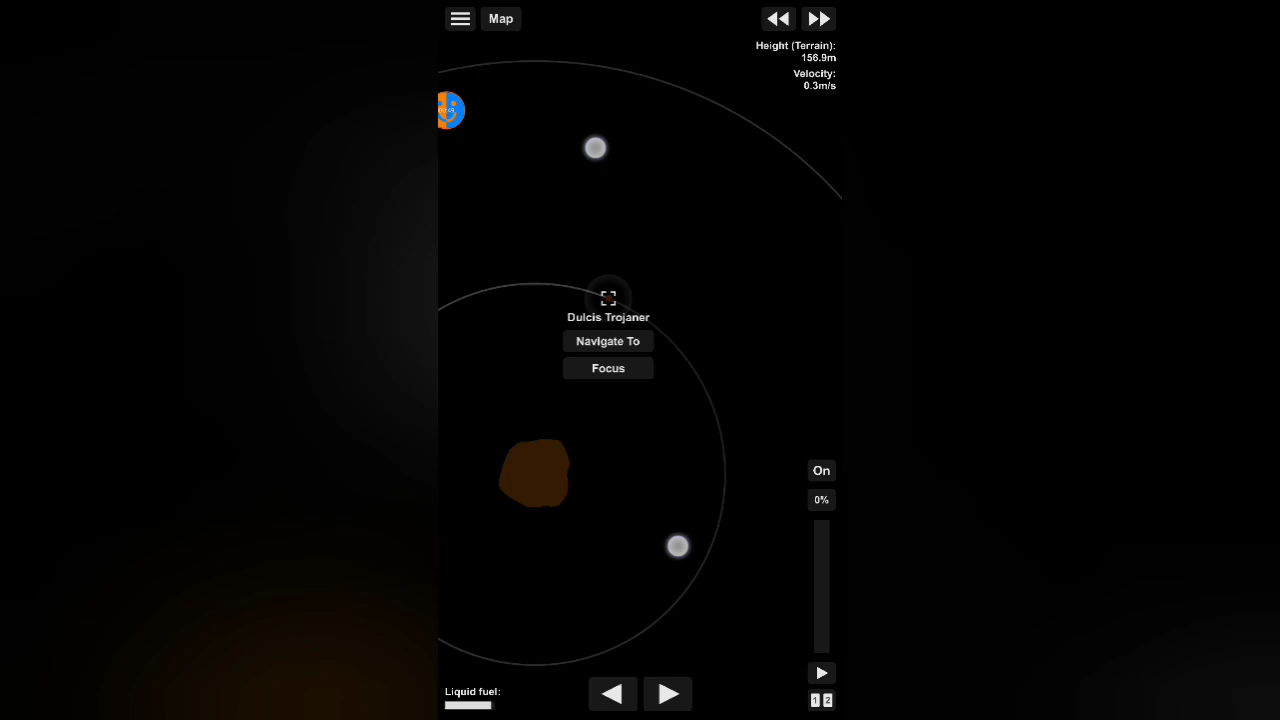 Map
Height (Terrain):
156.9m
Velocity:
0.3m/s
Dulcis Trojaner
Navigate To
Focus
On
0%
Liquid fuel:
1 2